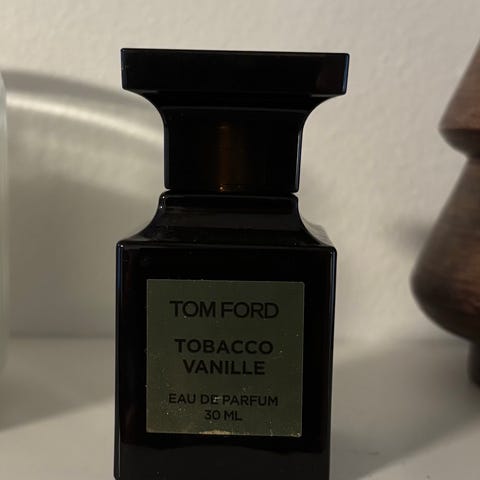 TOM FORD
TOBACCO
VANILLE
EAU DE PARFUM
30 ML